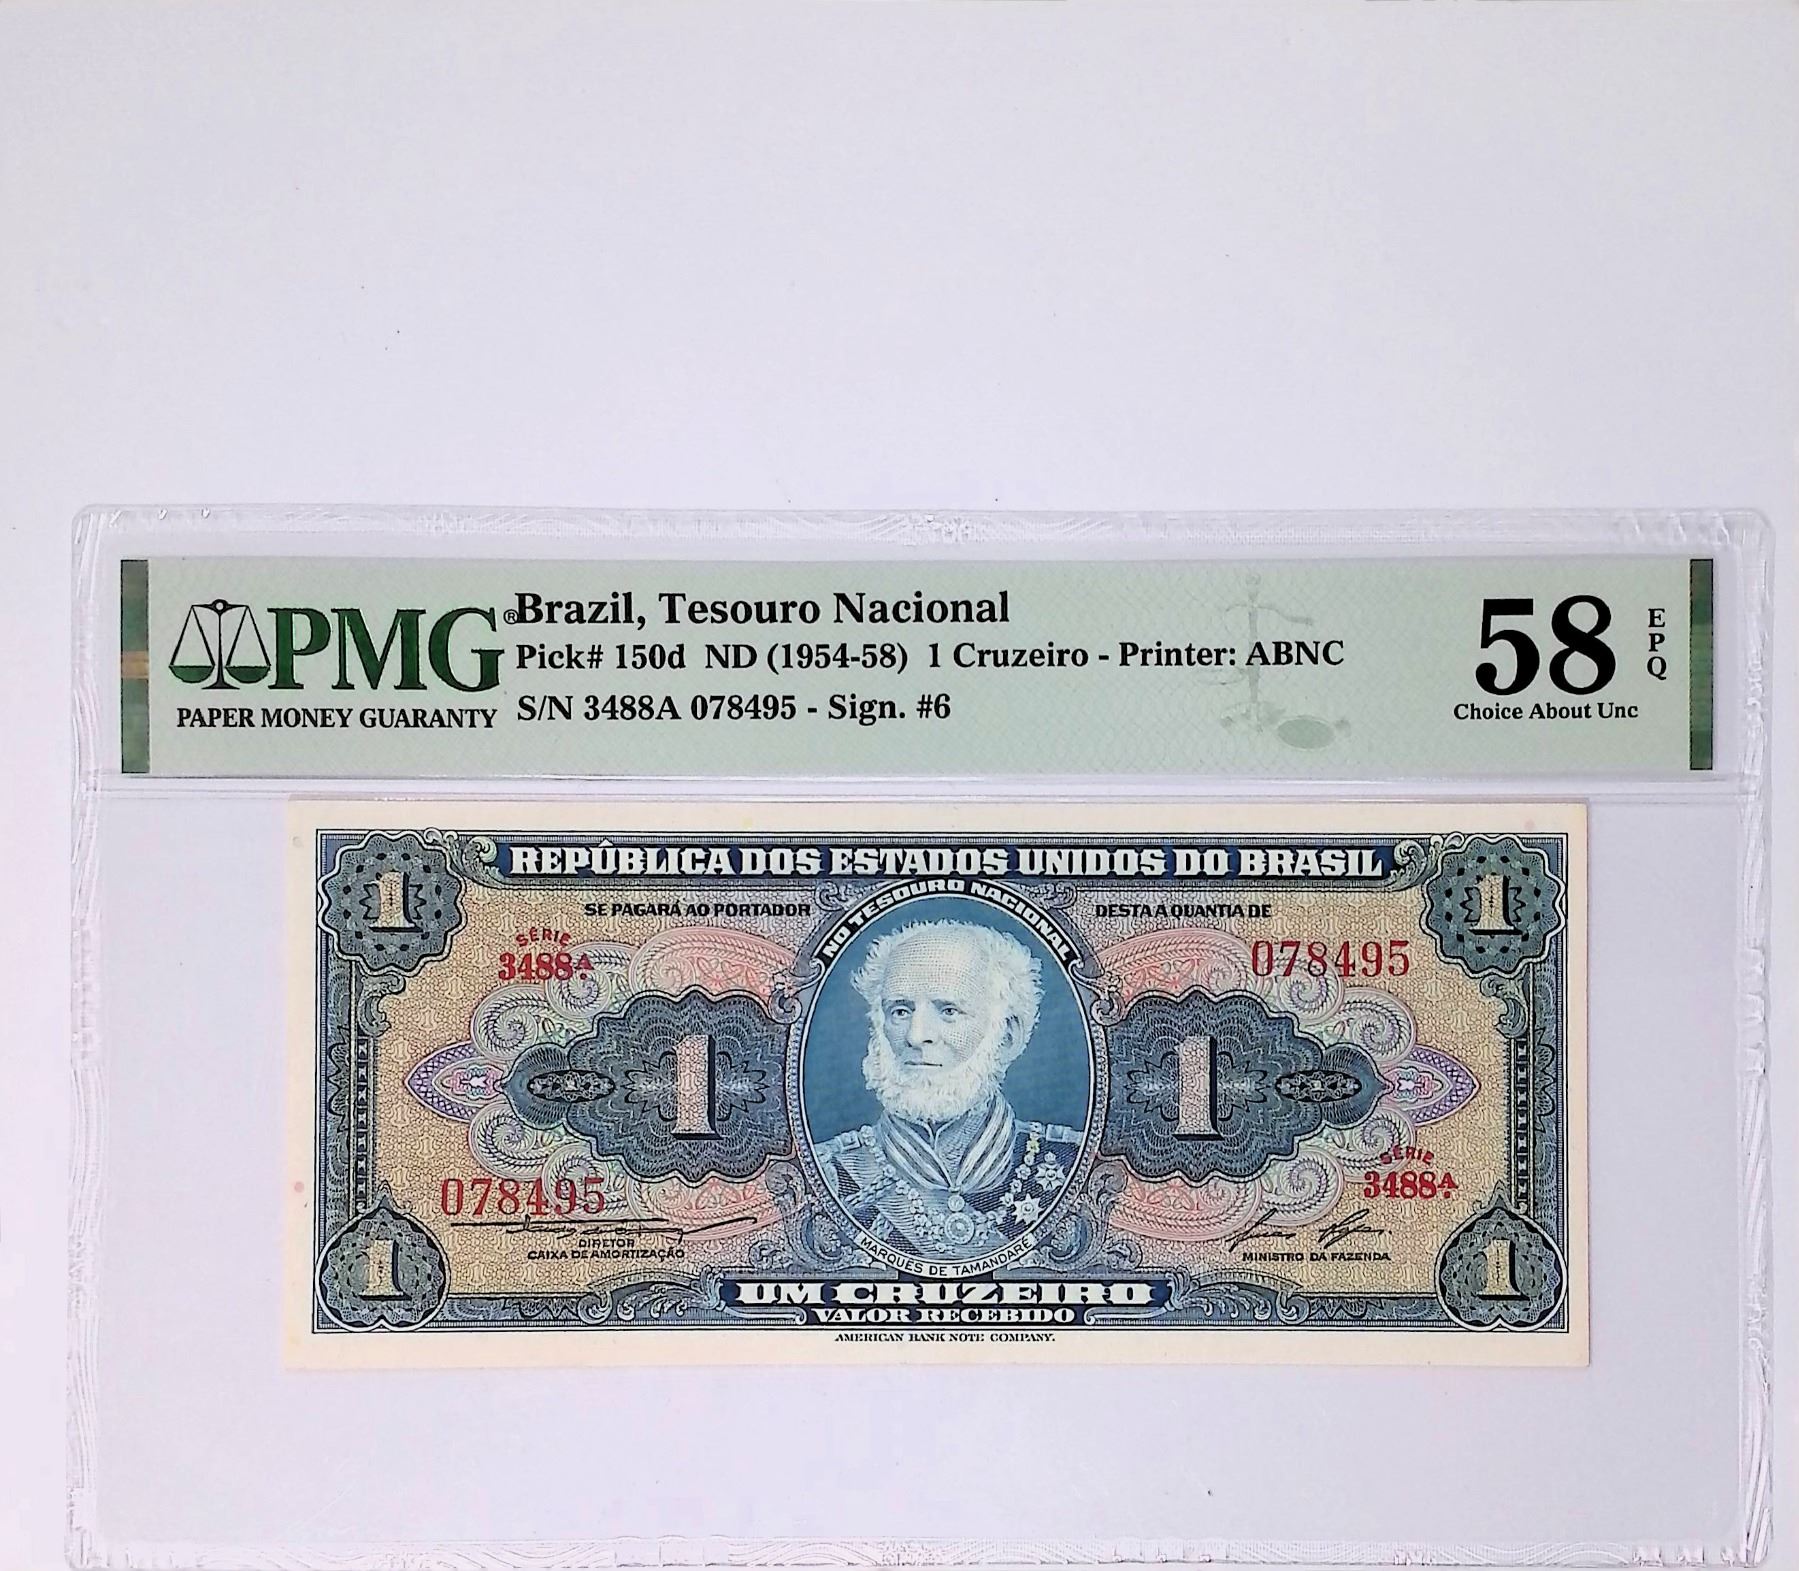 PMG®
PAPER MONEY GUARANTY
Brazil, Tesouro Nacional
Pick# 150d ND (1954-58) 1 Cruzeiro - Printer: ABNC
S/N 3488A 078495 - Sign. #6
58
EPQ
Choice About Unc
1
REPÚBLICA DOS ESTADOS UNIDOS DO BRASIL
1
SE PAGARÁ AO PORTADOR
NO TESOURO NACIONAL
DESTA A QUANTIA DE
SÉRIE
3488A
078495
1
1
078495
SÉRIE
3488A
DIRETOR
CAIXA DE AMORTIZAÇÃO
MINISTRO DA FAZENDA
MARQUÊS DE TAMANDARÉ
1
UM CRUZEIRO
1
VALOR RECEBIDO
AMERICAN BANK NOTE COMPANY.